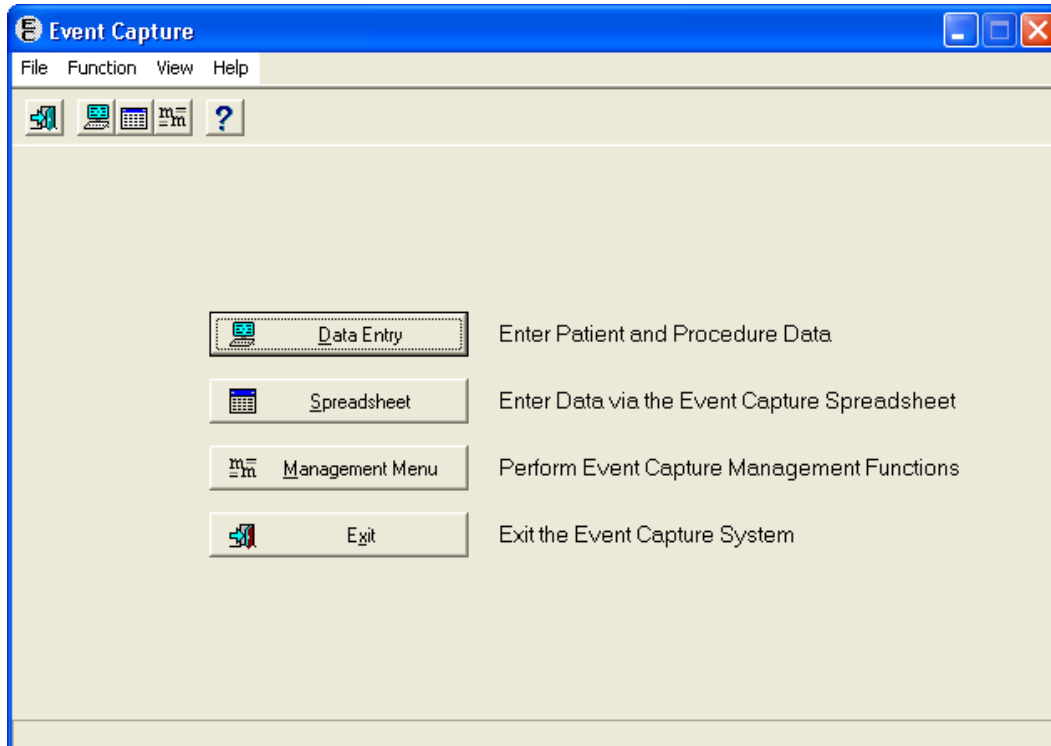 Event Capture
File Function View Help
Data Entry Enter Patient and Procedure Data
Spreadsheet Enter Data via the Event Capture Spreadsheet
Management Menu Perform Event Capture Management Functions
Exit Exit the Event Capture System